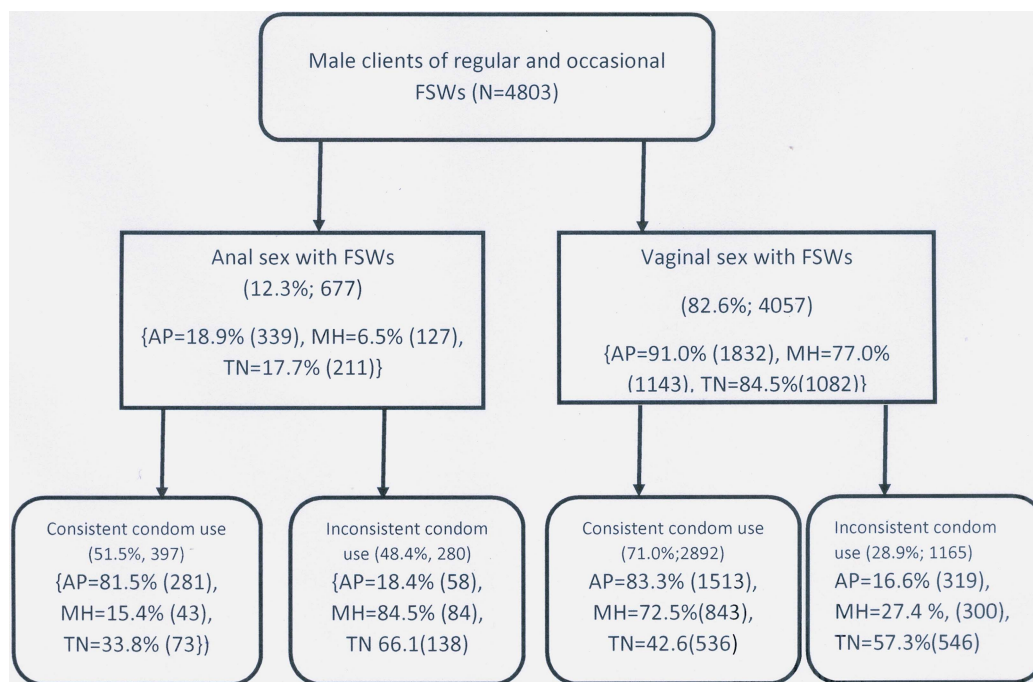 Male clients of regular and occasional
FSWs (N=4803)
Anal sex with FSWs
(12.3%; 677)
{AP=18.9% (339), MH=6.5% (127),
TN=17.7% (211)}
Vaginal sex with FSWs
(82.6%; 4057)
{AP=91.0% (1832), MH=77.0%
(1143), TN=84.5%(1082)}
Consistent condom use
(51.5%, 397)
{AP=81.5% (281),
MH=15.4% (43),
TN=33.8% (73})
Inconsistent condom
use (48.4%, 280)
{AP=18.4% (58),
MH=84.5% (84),
TN 66.1(138)
Consistent condom use
(71.0%;2892)
AP=83.3% (1513),
MH=72.5%(843),
TN=42.6(536)
Inconsistent condom
use (28.9%; 1165)
AP=16.6% (319),
MH=27.4 %, (300),
TN=57.3%(546)